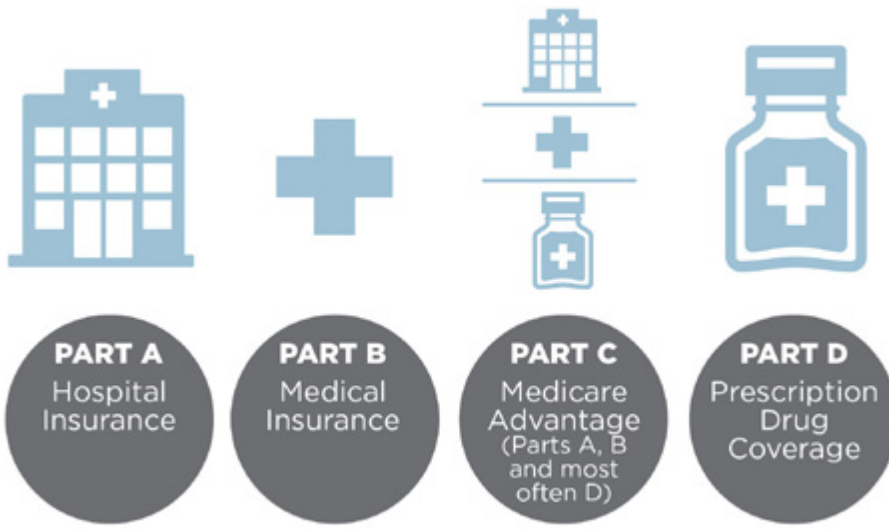 PART A
Hospital
Insurance
PART B
Medical
Insurance
PART C
Medicare
Advantage
(Parts A, B
and most
often D)
PART D
Prescription
Drug
Coverage